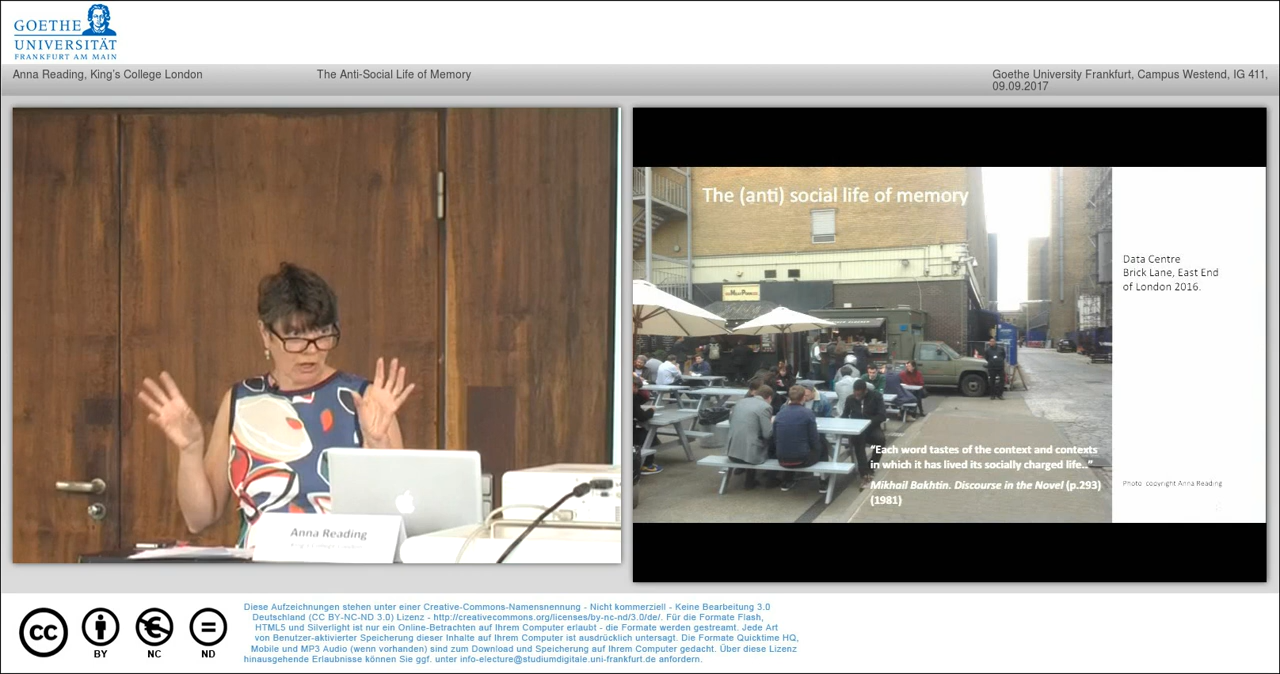 GOETHE
UNIVERSITÄT
FRANKFURT AM MAIN
Anna Reading, King's College London
The Anti-Social Life of Memory
Goethe University Frankfurt, Campus Westend, IG 411,
09.09.2017
The (anti) social life of memory
Data Centre
Brick Lane, East End
of London 2016.
"Each word tastes of the context and contexts
in which it has lived its socially charged life.."
Mikhail Bakhtin. Discourse in the Novel (p.293)
(1981)
Photo copyright Anna Reading
Anna Reading
cc
BY
NC
ND
Diese Aufzeichnungen stehen unter einer Creative-Commons-Namensnennung - Nicht kommerziell - Keine Bearbeitung 3.0
Deutschland (CC BY-NC-ND 3.0) Lizenz - http://creativecommons.org/licenses/by-nc-nd/3.0/de/. Für die Formate Flash,
HTML5 und Silverlight ist nur ein Online-Betrachten auf Ihrem Computer erlaubt - die Formate werden gestreamt. Jede Art
von Benutzer-aktivierter Speicherung dieser Inhalte auf Ihrem Computer ist ausdrücklich untersagt. Die Formate Quicktime HQ,
Mobile und MP3 Audio (wenn vorhanden) sind zum Download und Speicherung auf Ihrem Computer gedacht. Über diese Lizenz
hinausgehende Erlaubnisse können Sie ggf. unter info-electure@studiumdigitale.uni-frankfurt.de anfordern.